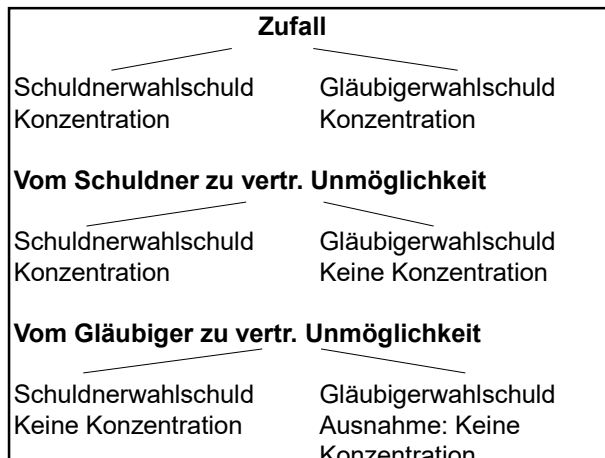 Zufall
Schuldnerwahlschuld Gläubigerwahlschuld
Konzentration Konzentration
Vom Schuldner zu vertr. Unmöglichkeit
Schuldnerwahlschuld Gläubigerwahlschuld
Konzentration Keine Konzentration
Vom Gläubiger zu vertr. Unmöglichkeit
Schuldnerwahlschuld Gläubigerwahlschuld
Keine Konzentration Ausnahme: Keine
Konzentration